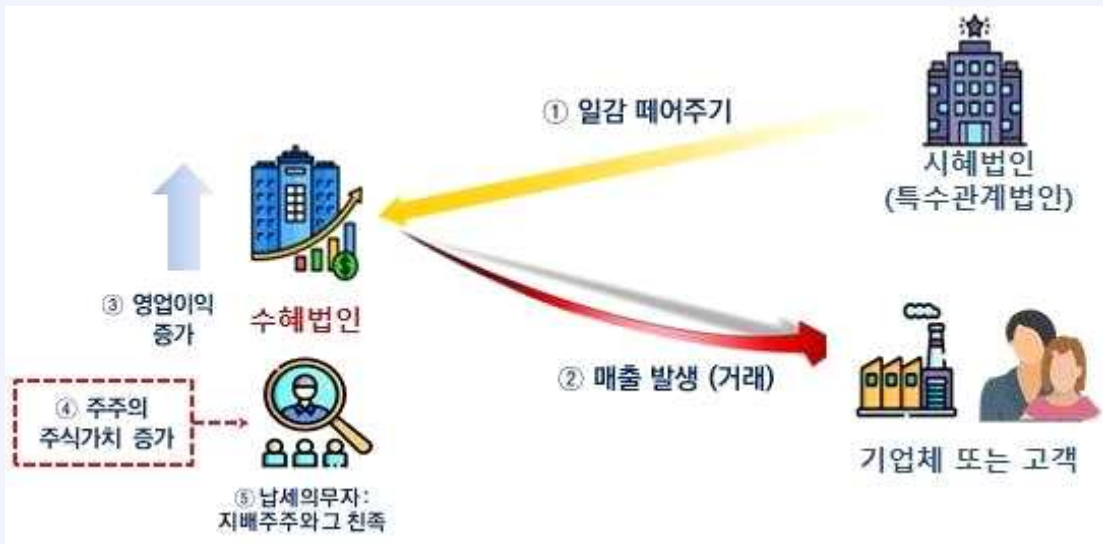 ① 일감 떼어주기
시혜법인
(특수관계법인)
③ 영업이익
증가
수혜법인
② 매출 발생 (거래)
④ 주주의
주식가치 증가
기업체 또는 고객
⑤ 납세의무자:
지배주주와그 친족